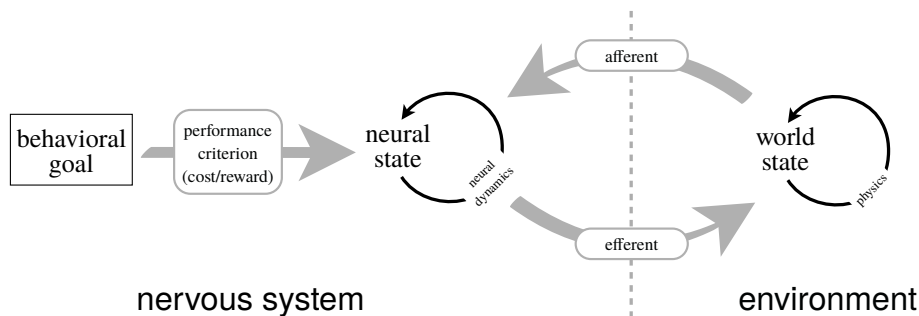 afferent
behavioral
goal
performance
criterion
(cost/reward)
neural
state
neural
dynamics
world
state
physics
efferent
nervous system
environment